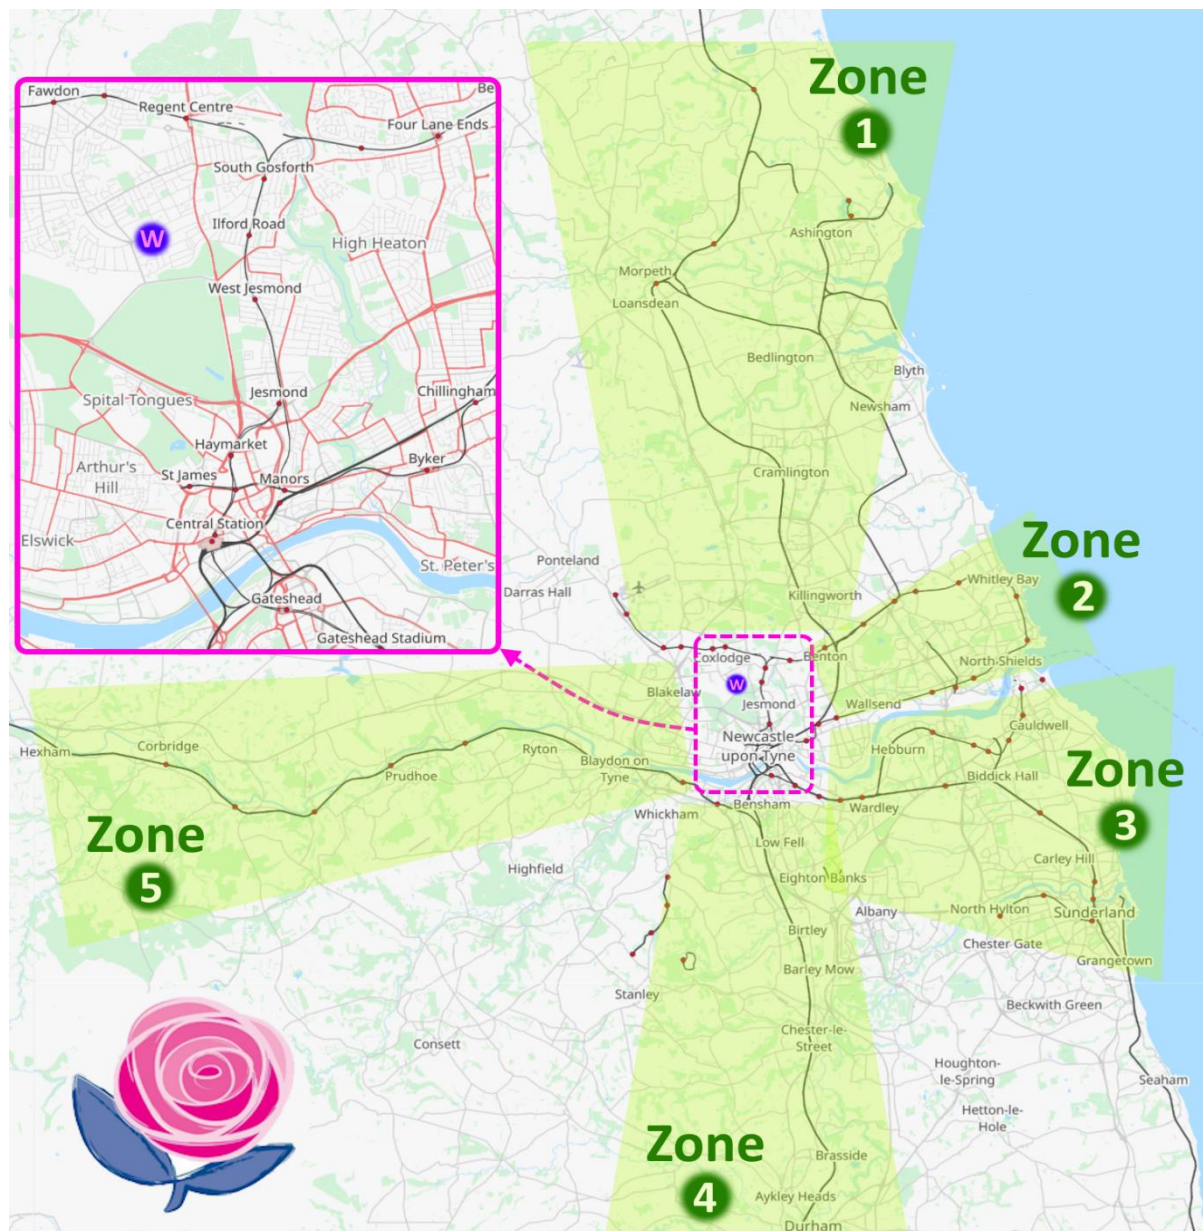 Zone
1
Fawdon
Be
Regent Centre
Four Lane Ends
South Gosforth
Ilford Road
High Heaton
W
West Jesmond
Jesmond
Chillingham
Spital Tongues
Haymarket
Arthur's
Hill
St James
Manors
Byker
Central Station
Elswick
St. Peter's
Gateshead
Gateshead Stadium
Ashington
Morpeth
Loansdean
Bedlington
Blyth
Newsham
Cramlington
Zone
2
Ponteland
Darras Hall
Killingworth
Whitley Bay
Coxlodge
Benton
North Shields
Blakelaw
W
Jesmond
Wallsend
Newcastle
upon Tyne
Cauldwell
Hebburn
Biddick Hall
Zone
3
Hexham
Corbridge
Prudhoe
Ryton
Blaydon on
Tyne
Whickham
Bensham
Wardley
Low Fell
Carley Hill
Zone
5
Highfield
Eighton Banks
Albany
North Hylton
Sunderland
Birtley
Chester Gate
Grangetown
Barley Mow
Stanley
Beckwith Green
Consett
Chester-le-
Street
Houghton
-le-Spring
Seaham
Hetton-le-
Hole
Zone
4
Brasside
Aykley Heads
Durham